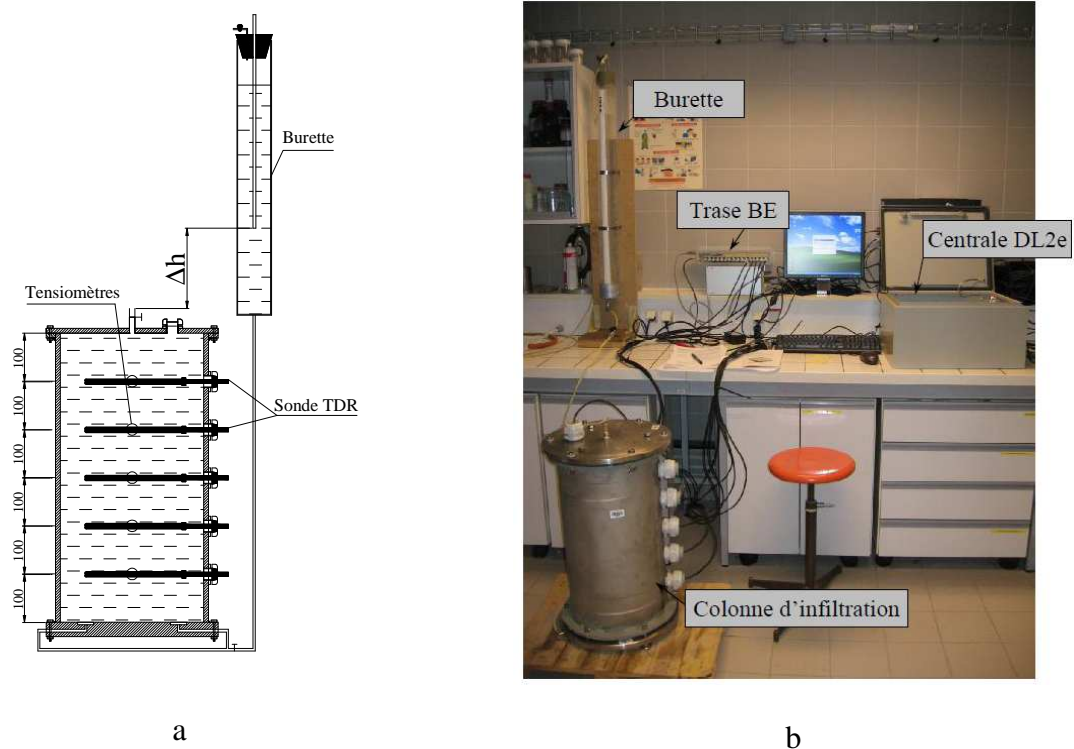 Burette
Δh
Tensiomètres
Sonde TDR
100
100
100
100
100
100
a
Burette
Trase BE
Centrale DL2e
Colonne d'infiltration
b